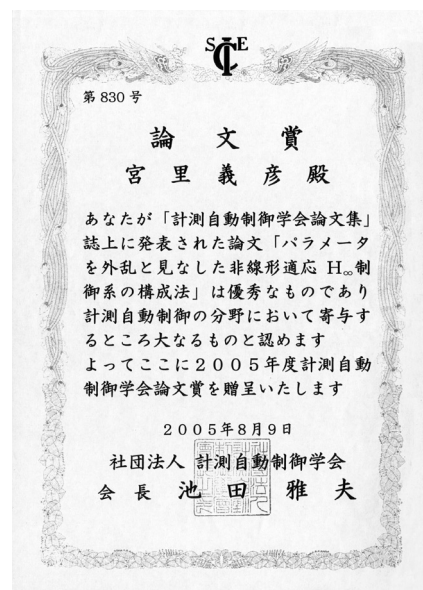 SICE
第830号
論文賞
宮里義彦殿
あなたが「計測自動制御学会論文集」
誌上に発表された論文「パラメータ
を外乱と見なした非線形適応 H∞制
御系の構成法」は優秀なものであり
計測自動制御の分野において寄与す
るところ大なるものと認めます
よってここに2005年度計測自動
制御学会論文賞を贈呈いたします
2005年8月9日
社団法人 計測自動制御学会
会長 池田雅夫